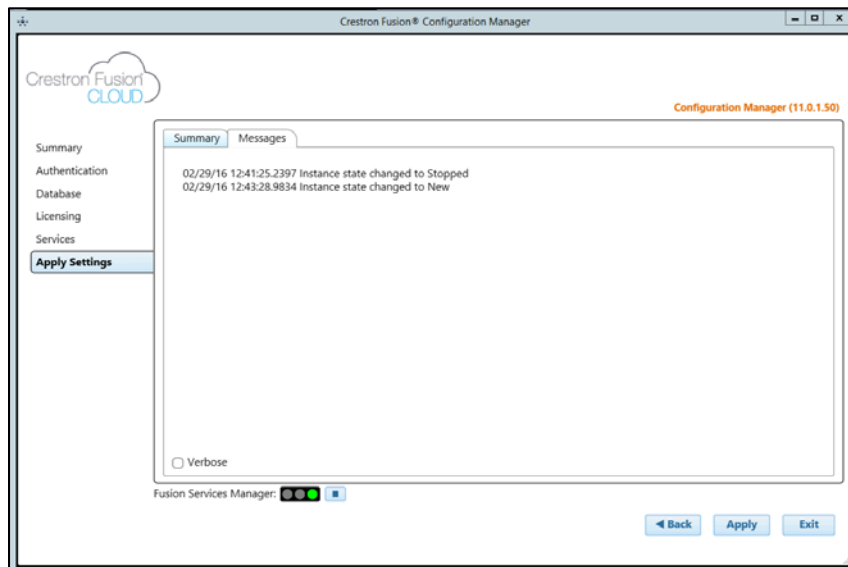 Crestron Fusion® Configuration Manager
Crestron Fusion
CLOUD
Configuration Manager (11.0.1.50)
Summary
Authentication
Database
Licensing
Services
Apply Settings
Summary Messages
02/29/16 12:41:25.2397 Instance state changed to Stopped
02/29/16 12:43:28.9834 Instance state changed to New
Verbose
Fusion Services Manager:
Back Apply Exit